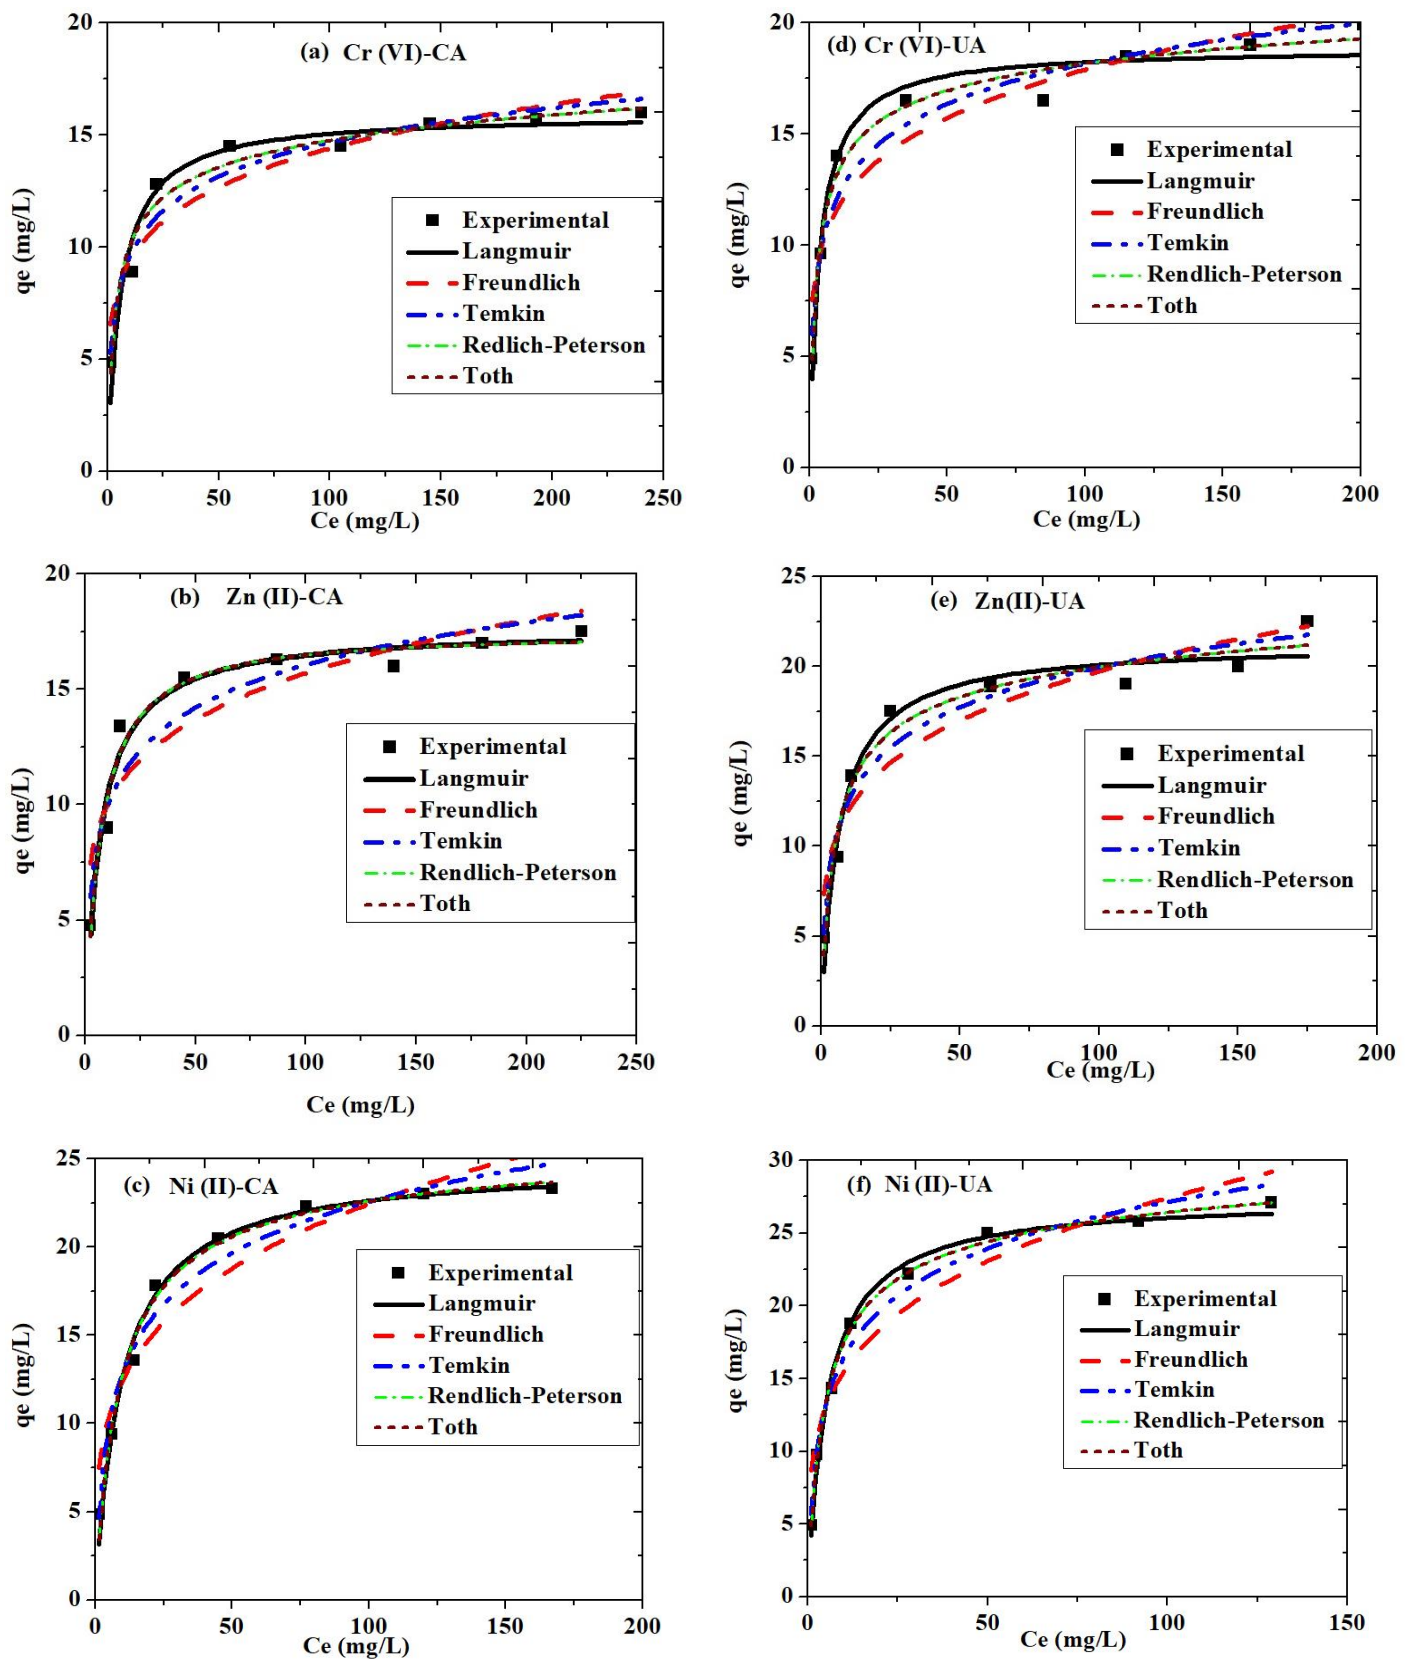 (a) Cr (VI)-CA
qe (mg/L)
20
15
10
5
0
Experimental
Langmuir
Freundlich
Temkin
Redlich-Peterson
Toth
0 50 100 150 200 250
Ce (mg/L)
(d) Cr (VI)-UA
qe (mg/L)
20
15
10
5
0
Experimental
Langmuir
Freundlich
Temkin
Rendlich-Peterson
Toth
0 50 100 150 200
Ce (mg/L)
(b) Zn (II)-CA
qe (mg/L)
20
15
10
5
0
Experimental
Langmuir
Freundlich
Temkin
Rendlich-Peterson
Toth
0 50 100 150 200 250
Ce (mg/L)
(e) Zn(II)-UA
qe (mg/L)
25
20
15
10
5
0
Experimental
Langmuir
Freundlich
Temkin
Rendlich-Peterson
Toth
0 50 100 150 200
Ce (mg/L)
(c) Ni (II)-CA
qe (mg/L)
25
20
15
10
5
0
Experimental
Langmuir
Freundlich
Temkin
Rendlich-Peterson
Toth
0 50 100 150 200
Ce (mg/L)
(f) Ni (II)-UA
qe (mg/L)
30
25
20
15
10
5
0
Experimental
Langmuir
Freundlich
Temkin
Rendlich-Peterson
Toth
0 50 100 150
Ce (mg/L)